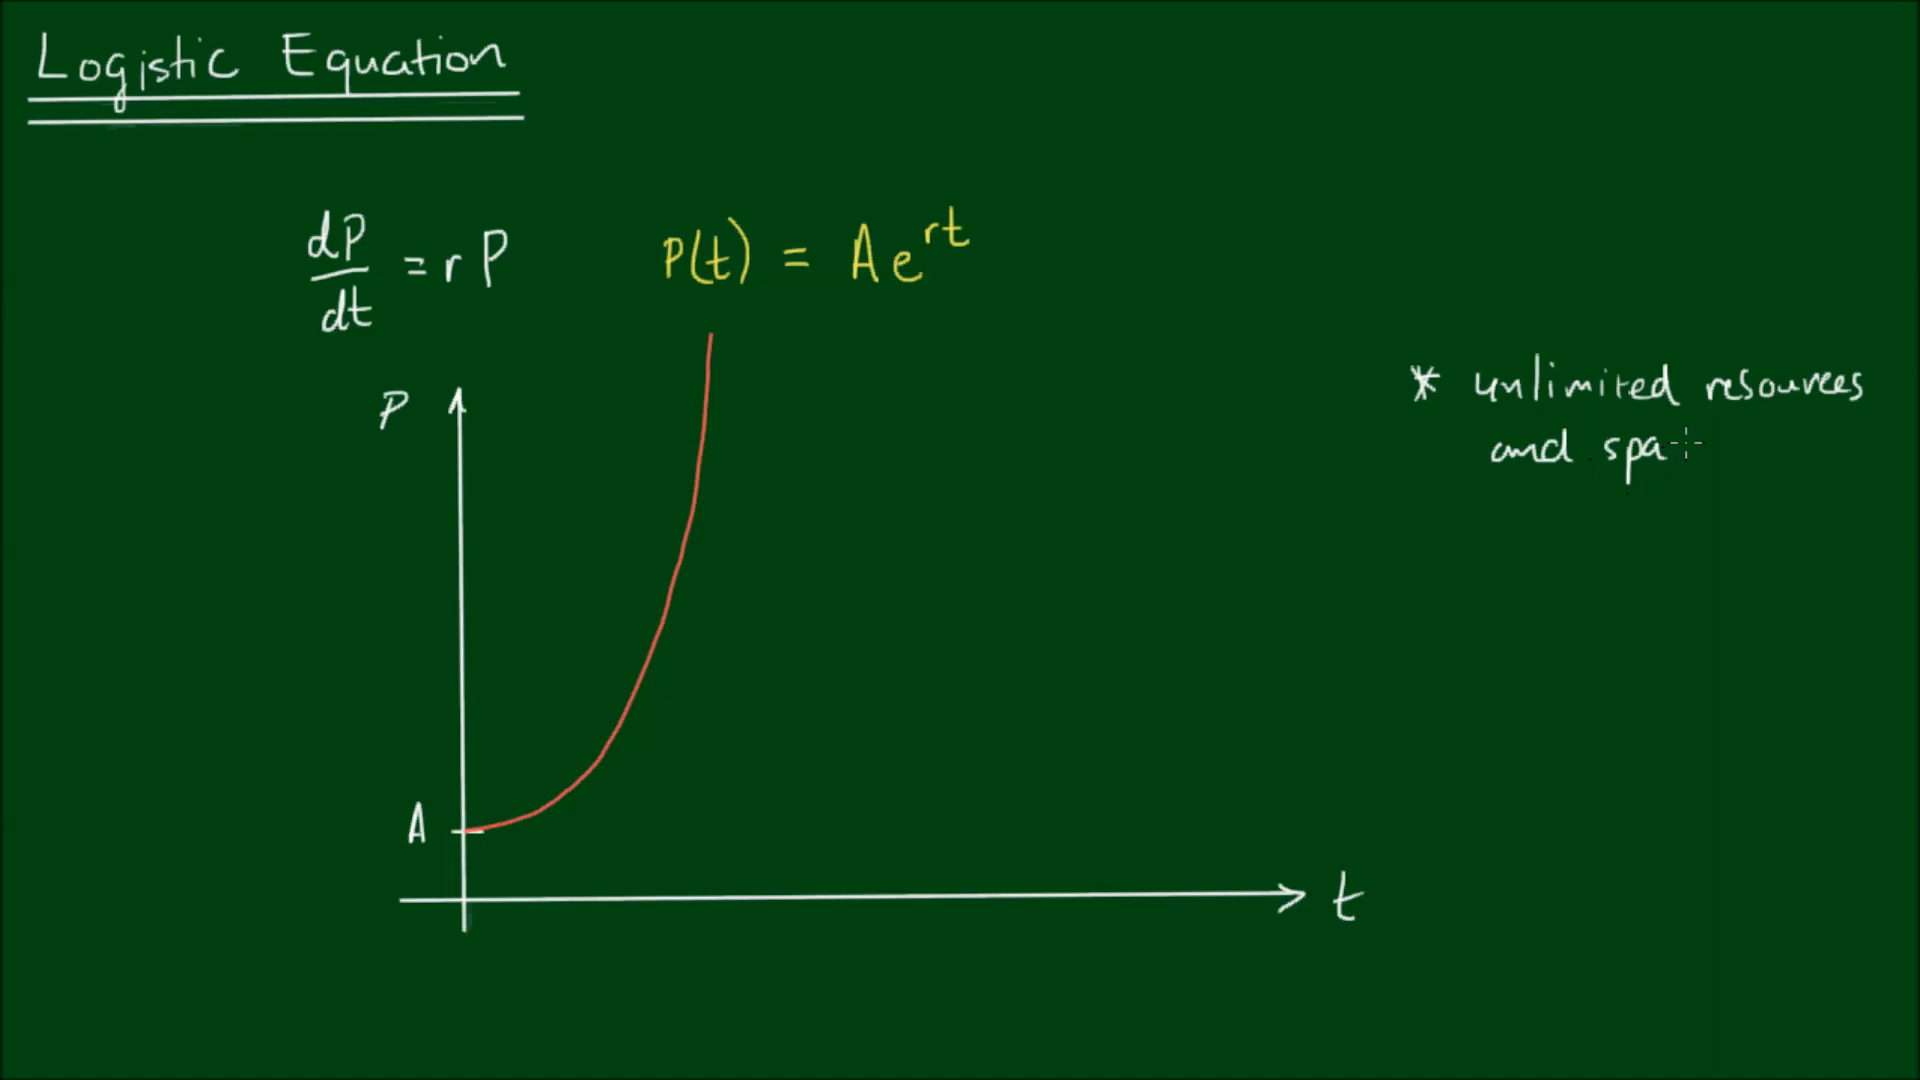 Logistic Equation
dP/dt = r P
P(t) = A e^rt
P
* unlimited resources
and spa
A
t